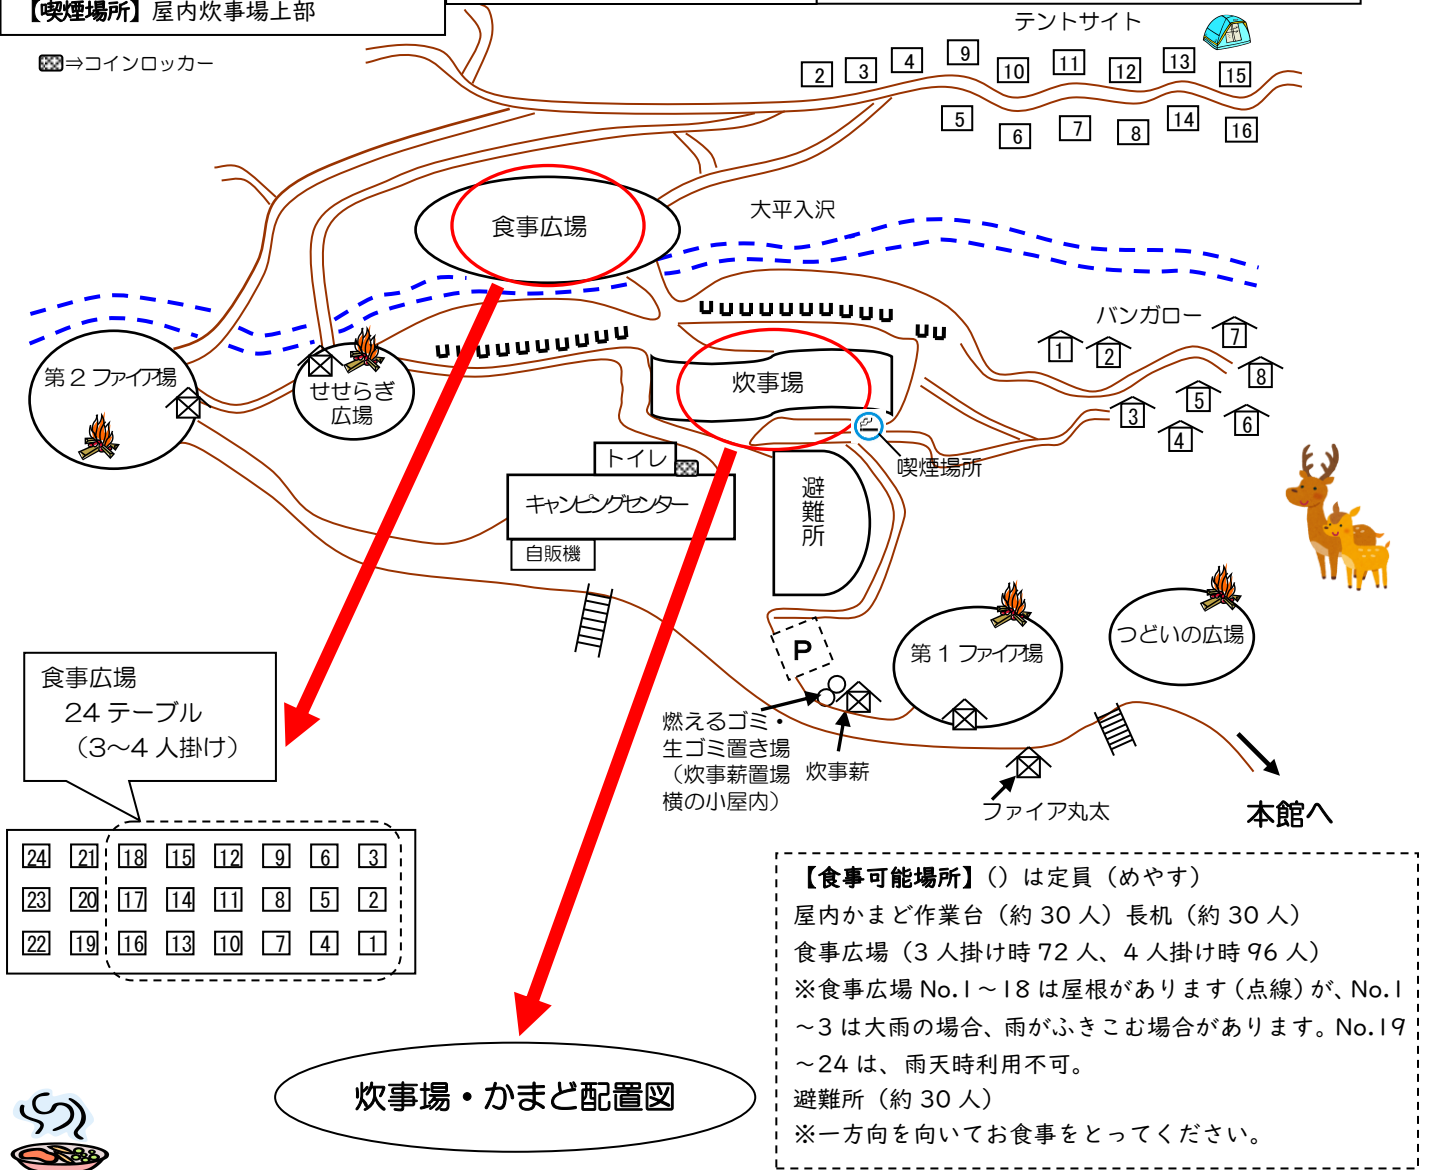 【喫煙場所】屋内炊事場上部
⇒コインロッカー
テントサイト
2 3 4 9 10 11 12 13 15
5 6 7 8 14 16
食事広場
大平入沢
バンガロー
1 2 7
8
3 4 5 6
第2ファイア場
せせらぎ
広場
炊事場
喫煙場所
トイレ
キャンピングセンター
自販機
避難所
P
第1ファイア場
つどいの広場
燃えるゴミ・
生ゴミ置き場
（炊事薪置場
横の小屋内）
炊事薪
ファイア丸太
本館へ
食事広場
24テーブル
（3～4人掛け）
24 21 18 15 12 9 6 3
23 20 17 14 11 8 5 2
22 19 16 13 10 7 4 1
炊事場・かまど配置図
【食事可能場所】（）は定員（めやす）
屋内かまど作業台（約30人）長机（約30人）
食事広場（3人掛け時72人、4人掛け時96人）
※食事広場No.1～18は屋根があります（点線）が、No.1
～3は大雨の場合、雨がふきこむ場合があります。No.19
～24は、雨天時利用不可。
避難所（約30人）
※一方向を向いてお食事をとってください。